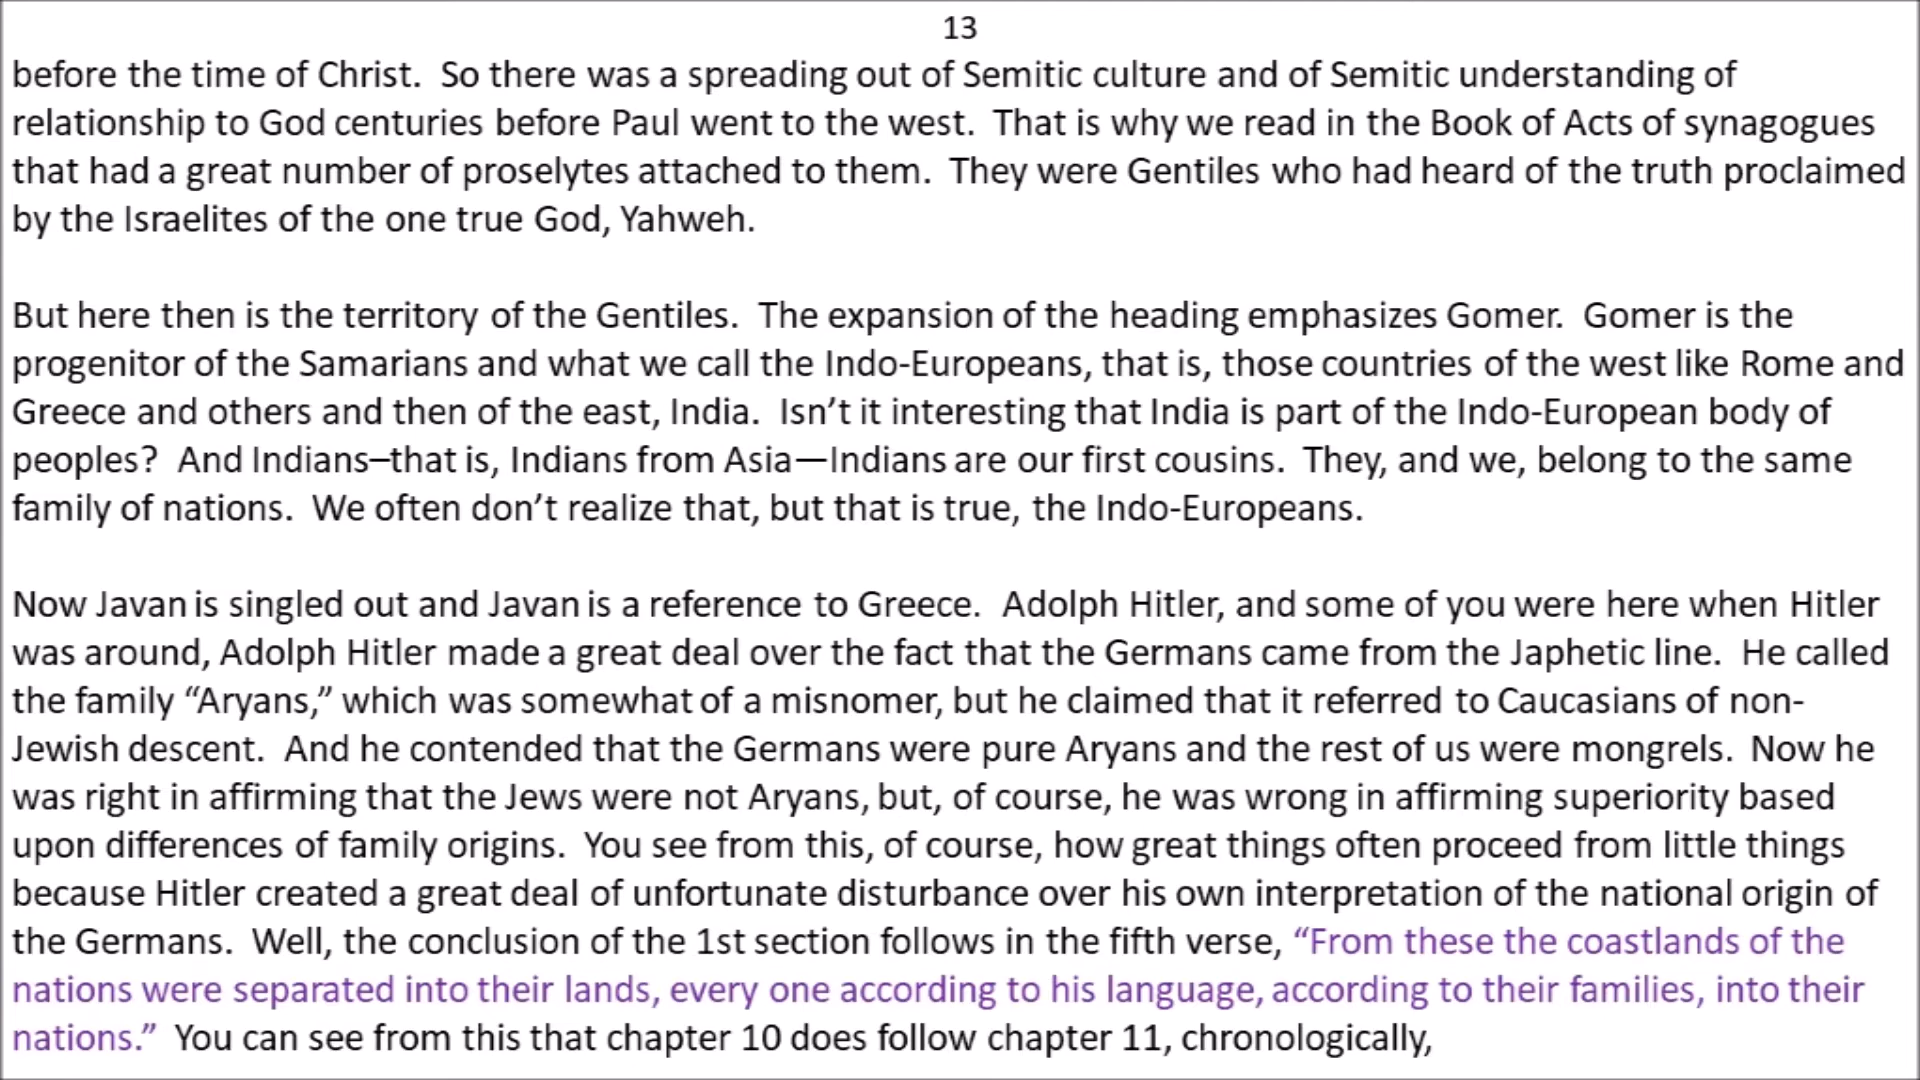 13
before the time of Christ.  So there was a spreading out of Semitic culture and of Semitic understanding of
relationship to God centuries before Paul went to the west.  That is why we read in the Book of Acts of synagogues
that had a great number of proselytes attached to them.  They were Gentiles who had heard of the truth proclaimed
by the Israelites of the one true God, Yahweh.
But here then is the territory of the Gentiles.  The expansion of the heading emphasizes Gomer.  Gomer is the
progenitor of the Samarians and what we call the Indo-Europeans, that is, those countries of the west like Rome and
Greece and others and then of the east, India.  Isn’t it interesting that India is part of the Indo-European body of
peoples?  And Indians–that is, Indians from Asia—Indians are our first cousins.  They, and we, belong to the same
family of nations.  We often don’t realize that, but that is true, the Indo-Europeans.
Now Javan is singled out and Javan is a reference to Greece.  Adolph Hitler, and some of you were here when Hitler
was around, Adolph Hitler made a great deal over the fact that the Germans came from the Japhetic line.  He called
the family “Aryans,” which was somewhat of a misnomer, but he claimed that it referred to Caucasians of non-
Jewish descent.  And he contended that the Germans were pure Aryans and the rest of us were mongrels.  Now he
was right in affirming that the Jews were not Aryans, but, of course, he was wrong in affirming superiority based
upon differences of family origins.  You see from this, of course, how great things often proceed from little things
because Hitler created a great deal of unfortunate disturbance over his own interpretation of the national origin of
the Germans.  Well, the conclusion of the 1st section follows in the fifth verse, “From these the coastlands of the
nations were separated into their lands, every one according to his language, according to their families, into their
nations.”  You can see from this that chapter 10 does follow chapter 11, chronologically,